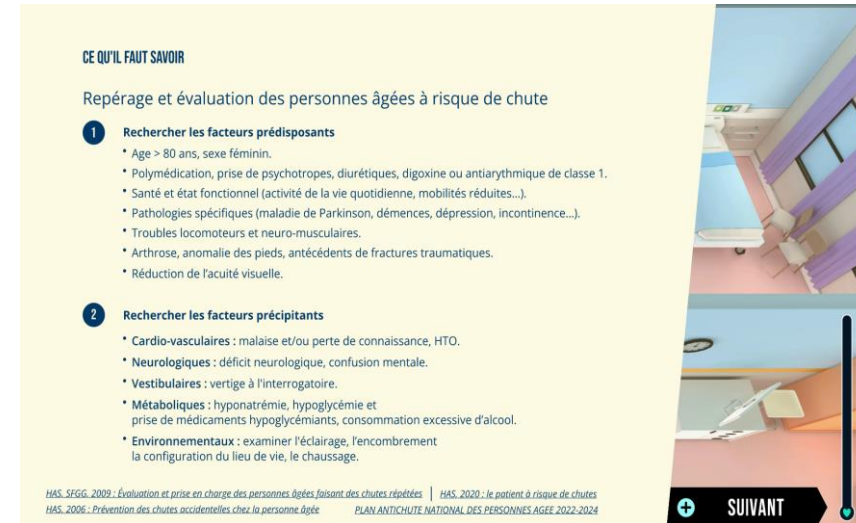 CE QU'IL FAUT SAVOIR
Repérage et évaluation des personnes âgées à risque de chute
1 Rechercher les facteurs prédisposants
• Age > 80 ans, sexe féminin.
• Polymédication, prise de psychotropes, diurétiques, digoxine ou antiarythmique de classe 1.
• Santé et état fonctionnel (activité de la vie quotidienne, mobilités réduites...).
• Pathologies spécifiques (maladie de Parkinson, démences, dépression, incontinence...).
• Troubles locomoteurs et neuro-musculaires.
• Arthrose, anomalie des pieds, antécédents de fractures traumatiques.
• Réduction de l'acuité visuelle.
2 Rechercher les facteurs précipitants
• Cardio-vasculaires : malaise et/ou perte de connaissance, HTO.
• Neurologiques : déficit neurologique, confusion mentale.
• Vestibulaires : vertige à l'interrogatoire.
• Métaboliques : hyponatrémie, hypoglycémie et
prise de médicaments hypoglycémiants, consommation excessive d'alcool.
• Environnementaux : examiner l'éclairage, l'encombrement
la configuration du lieu de vie, le chaussage.
HAS. SFGG. 2009 : Évaluation et prise en charge des personnes âgées faisant des chutes répétées | HAS. 2020 : le patient à risque de chutes
HAS. 2006 : Prévention des chutes accidentelles chez la personne âgée PLAN ANTICHUTE NATIONAL DES PERSONNES AGEE 2022-2024
+ SUIVANT